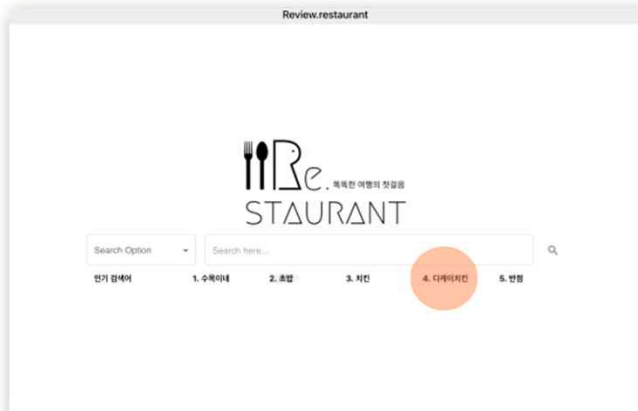 Review.restaurant
Re. 똑똑한 여행의 첫걸음
STAURANT
Search Option
Search here...
인기 검색어 1. 수목이네 2. 초밥 3. 치킨 4. 디케이치킨 5. 반점